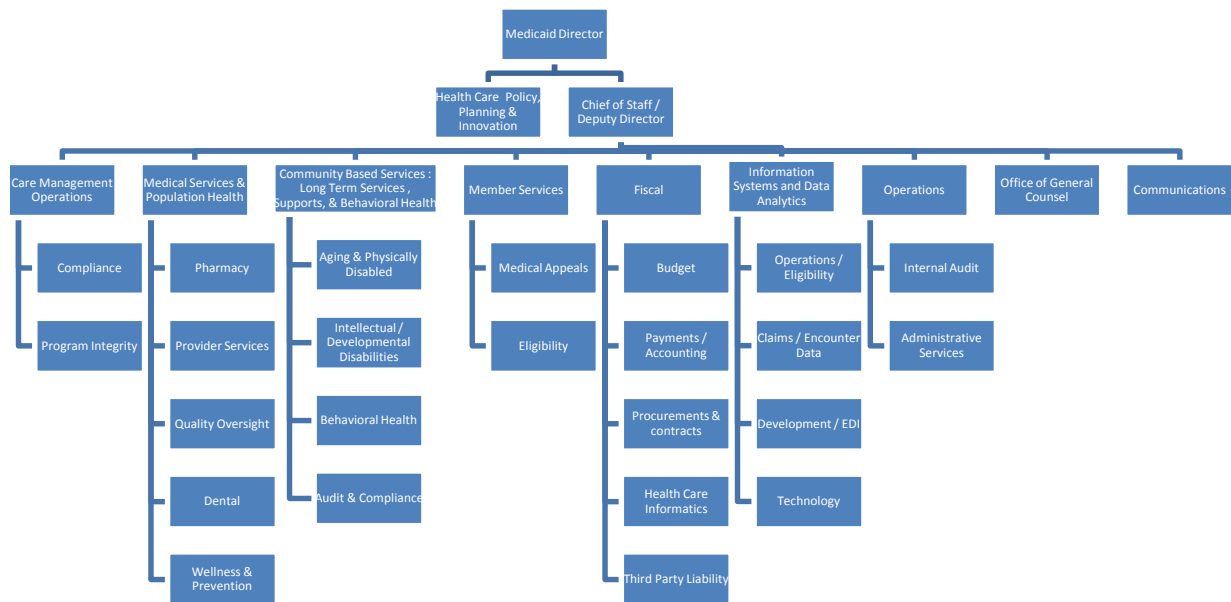 Medicaid Director
Health Care Policy,
Planning &
Innovation
Chief of Staff /
Deputy Director
Care Management
Operations
Medical Services &
Population Health
Community Based Services :
Long Term Services ,
Supports, & Behavioral Health
Member Services
Fiscal
Information
Systems and Data
Analytics
Operations
Office of General
Counsel
Communications
Compliance
Program Integrity
Pharmacy
Provider Services
Quality Oversight
Dental
Wellness &
Prevention
Aging & Physically
Disabled
Intellectual /
Developmental
Disabilities
Behavioral Health
Audit & Compliance
Medical Appeals
Eligibility
Budget
Payments /
Accounting
Procurements &
contracts
Health Care
Informatics
Third Party Liability
Operations /
Eligibility
Claims / Encounter
Data
Development / EDI
Technology
Internal Audit
Administrative
Services